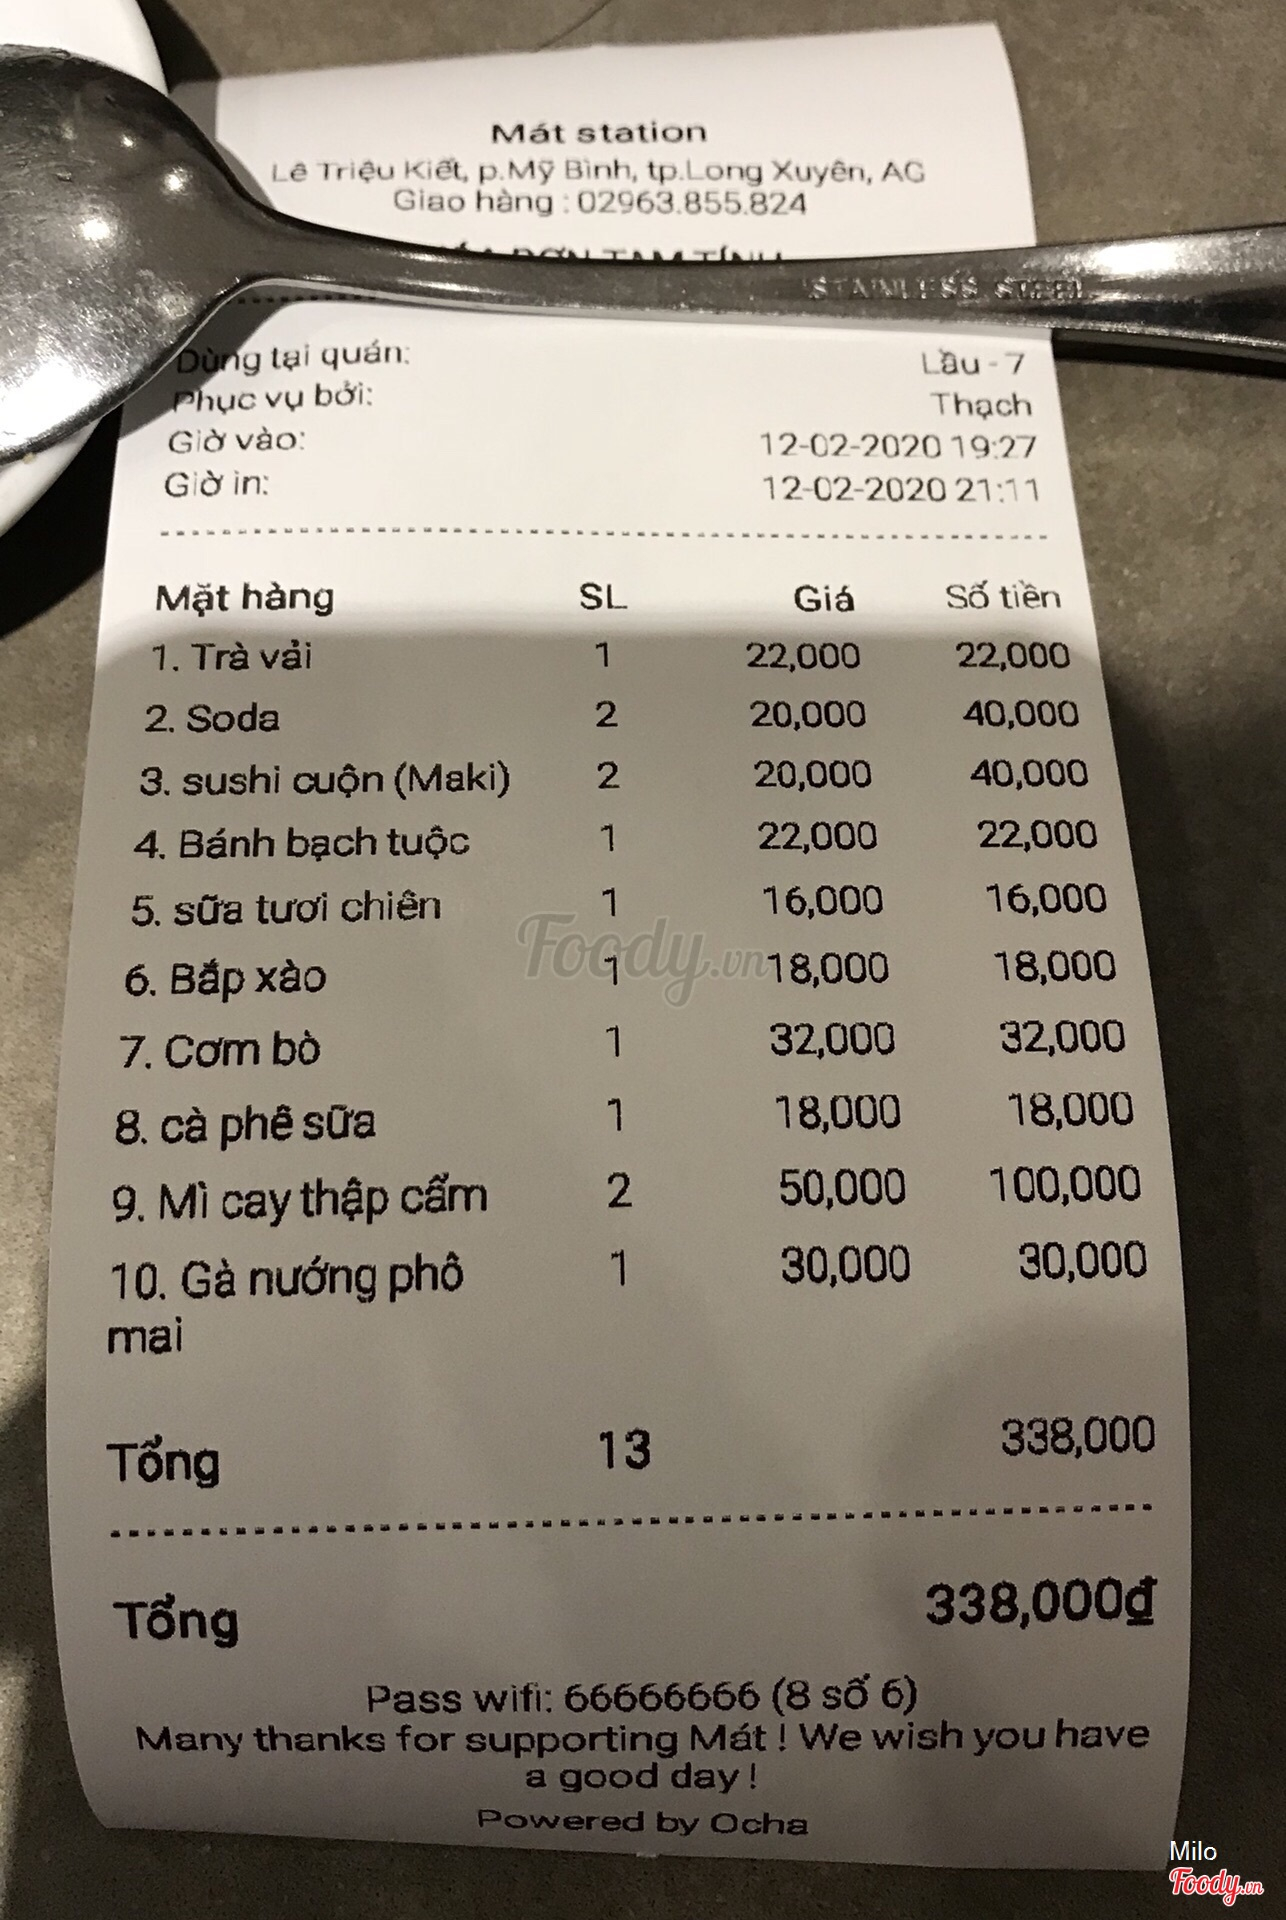 Mát station
Lê Triệu Kiết, p.Mỹ Bình, tp.Long Xuyên, AG
Giao hàng : 02963.855.824
ĐƠN TẠM TÍNH
STAINLESS STEEL
Dùng tại quán: Lầu - 7
Phục vụ bởi: Thạch
Giờ vào: 12-02-2020 19:27
Giờ in: 12-02-2020 21:11
Mặt hàng SL Giá Số tiền
1. Trà vải 1 22,000 22,000
2. Soda 2 20,000 40,000
3. sushi cuộn (Maki) 2 20,000 40,000
4. Bánh bạch tuộc 1 22,000 22,000
5. sữa tươi chiên 1 16,000 16,000
Foody.vn
6. Bắp xào 1 18,000 18,000
7. Cơm bò 1 32,000 32,000
8. cà phê sữa 1 18,000 18,000
9. Mì cay thập cẩm 2 50,000 100,000
10. Gà nướng phô 1 30,000 30,000
mai
Tổng 13 338,000
Tổng 338,000₫
Pass wifi: 66666666 (8 số 6)
Many thanks for supporting Mát ! We wish you have
a good day !
Powered by Ocha
Milo
Foody.vn